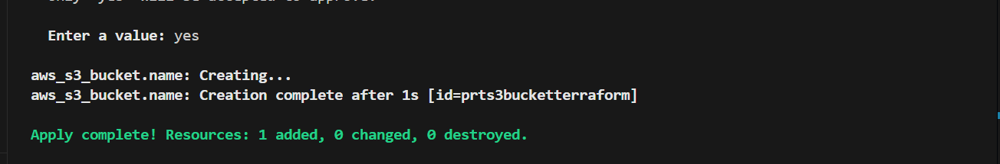 Only 'yes' will be accepted to approve.
Enter a value: yes
aws_s3_bucket.name: Creating...
aws_s3_bucket.name: Creation complete after 1s [id=prts3bucketterraform]
Apply complete! Resources: 1 added, 0 changed, 0 destroyed.